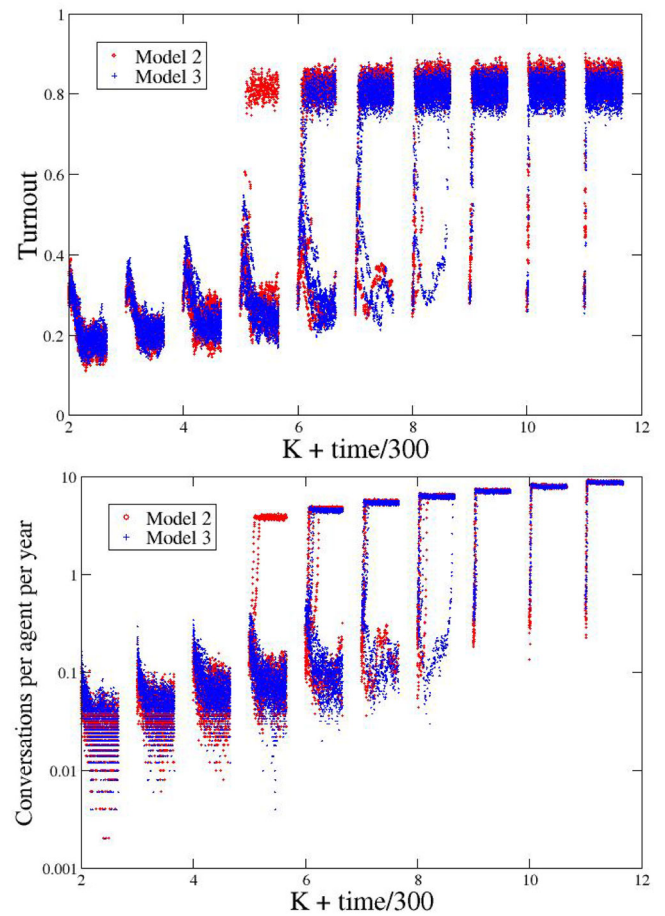 1
Model 2
Model 3
0.8
0.6
Turnout
0.4
0.2
0
2 4 6 8 10 12
K + time/300
10
Model 2
Model 3
1
Conversations per agent per year
0.1
0.01
0.001
2 4 6 8 10 12
K + time/300